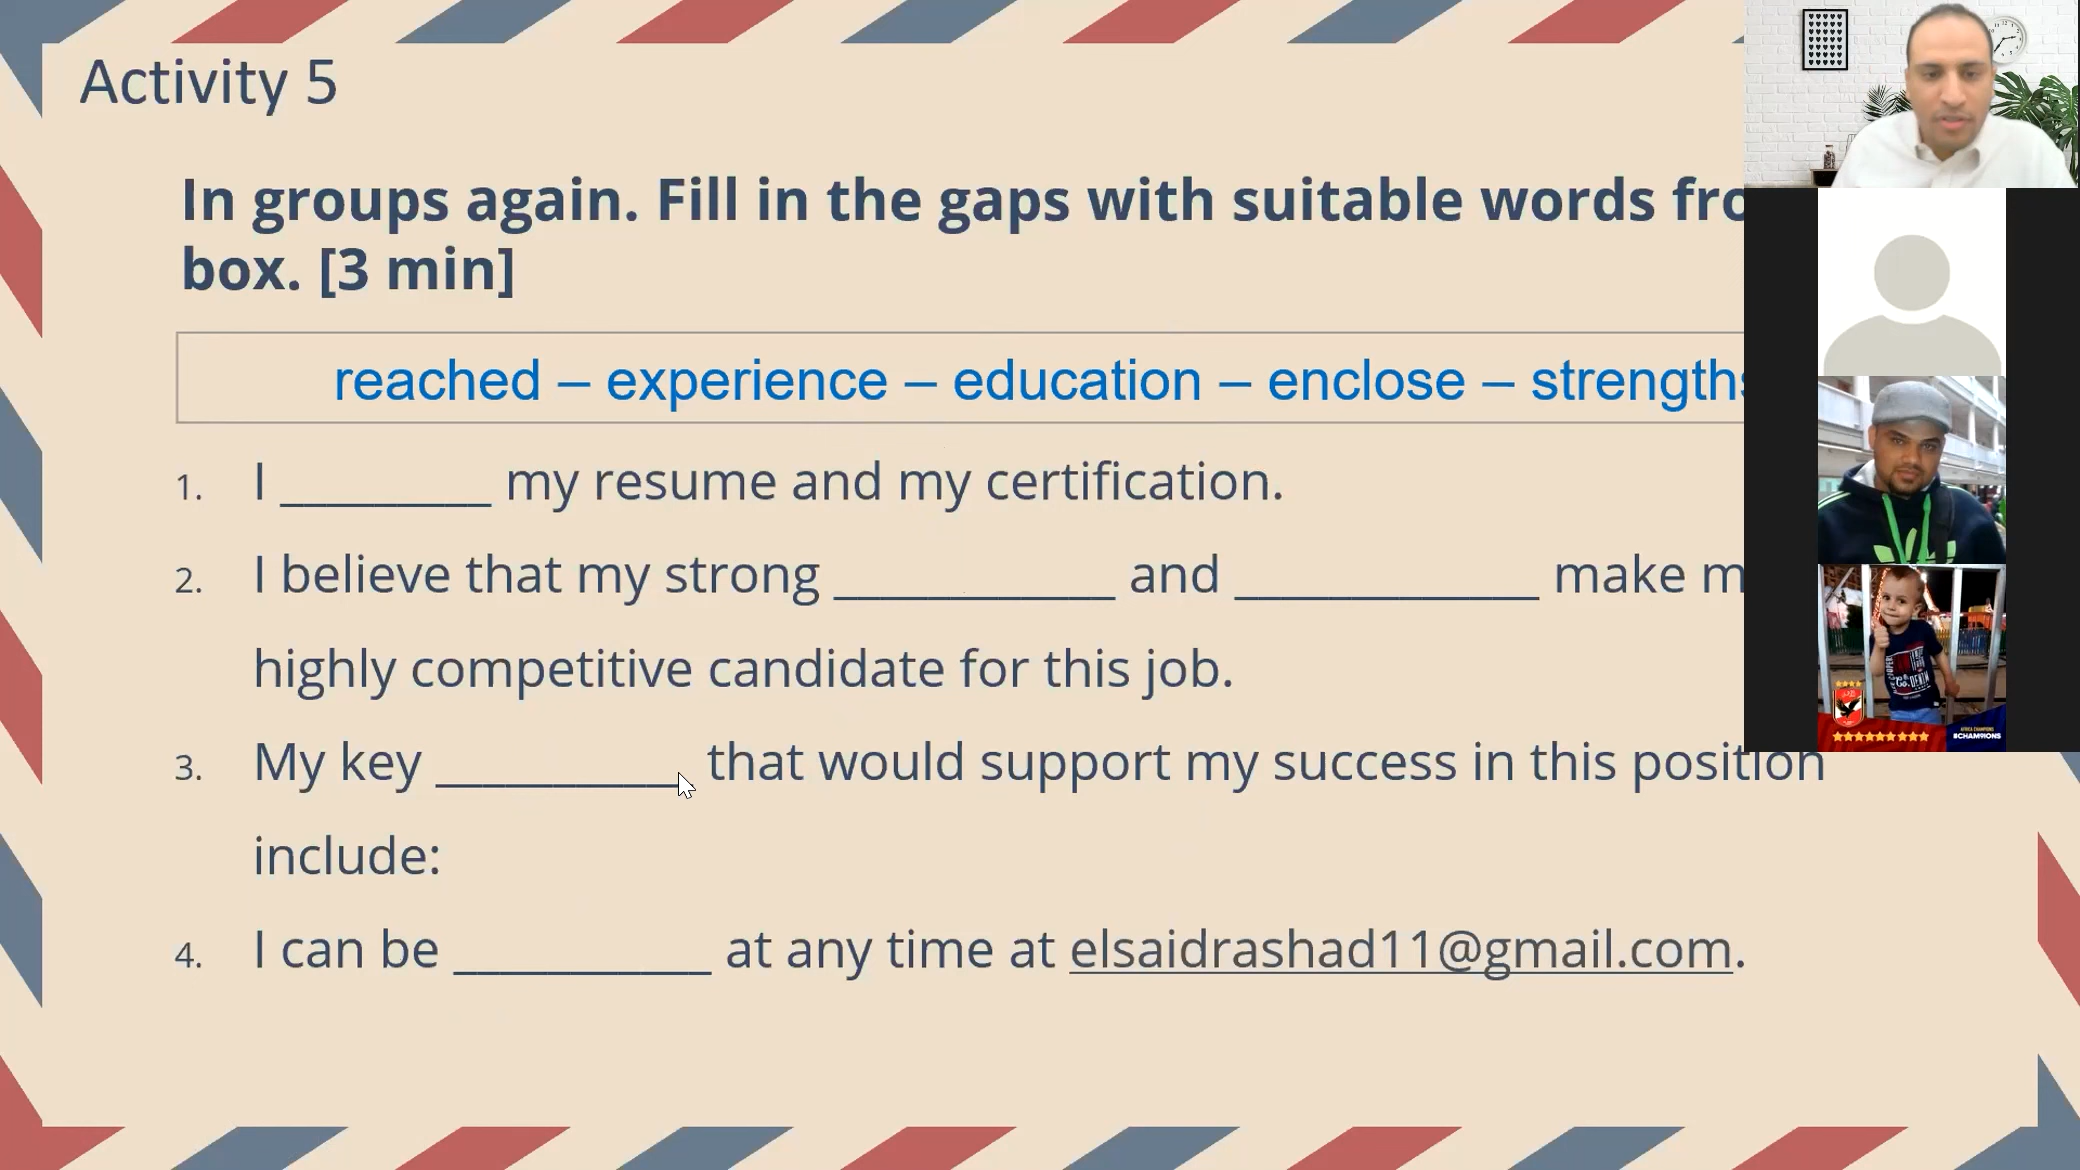 Activity 5
In groups again. Fill in the gaps with suitable words
box. [3 min]
reached – experience – education – enclose – strengths
1. I _________ my resume and my certification.
2. I believe that my strong ___________ and ____________ make
highly competitive candidate for this job.
3. My key __________ that would support my success in this position
include:
4. I can be __________ at any time at elsaidrashad11@gmail.com.
#CHAMPIONS